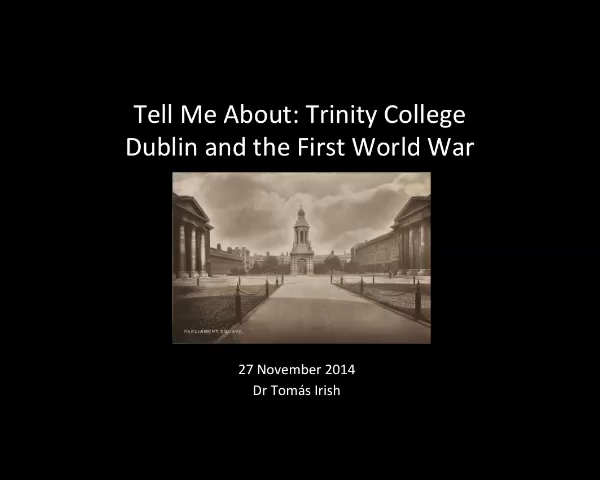 Tell Me About: Trinity College
Dublin and the First World War
PARLIAMENT SQUARE.
27 November 2014
Dr Tomás Irish